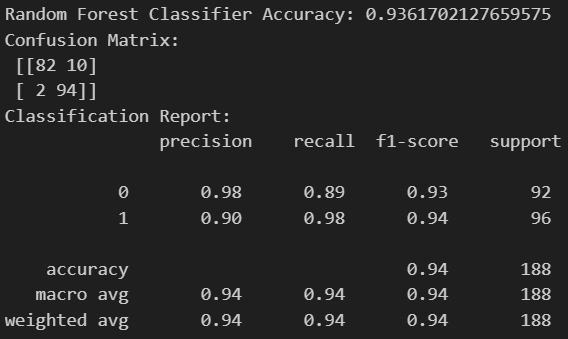 Random Forest Classifier Accuracy: 0.9361702127659575
Confusion Matrix:
 [[82 10]
 [ 2 94]]
Classification Report:
              precision    recall  f1-score   support

           0       0.98      0.89      0.93        92
           1       0.90      0.98      0.94        96

    accuracy                           0.94       188
   macro avg       0.94      0.94      0.94       188
weighted avg       0.94      0.94      0.94       188